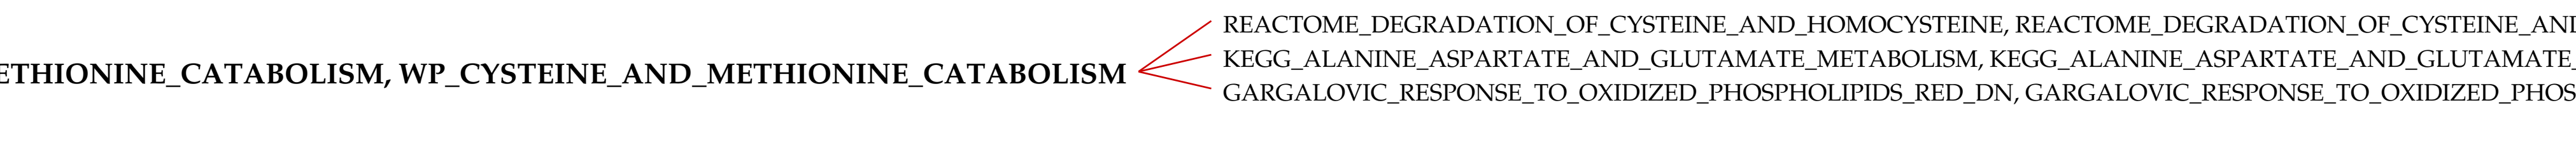 ETHIONINE_CATABOLISM, WP_CYSTEINE_AND_METHIONINE_CATABOLISM
REACTOME_DEGRADATION_OF_CYSTEINE_AND_HOMOCYSTEINE, REACTOME_DEGRADATION_OF_CYSTEINE_AND
KEGG_ALANINE_ASPARTATE_AND_GLUTAMATE_METABOLISM, KEGG_ALANINE_ASPARTATE_AND_GLUTAMATE_
GARGALOVIC_RESPONSE_TO_OXIDIZED_PHOSPHOLIPIDS_RED_DN, GARGALOVIC_RESPONSE_TO_OXIDIZED_PHOS